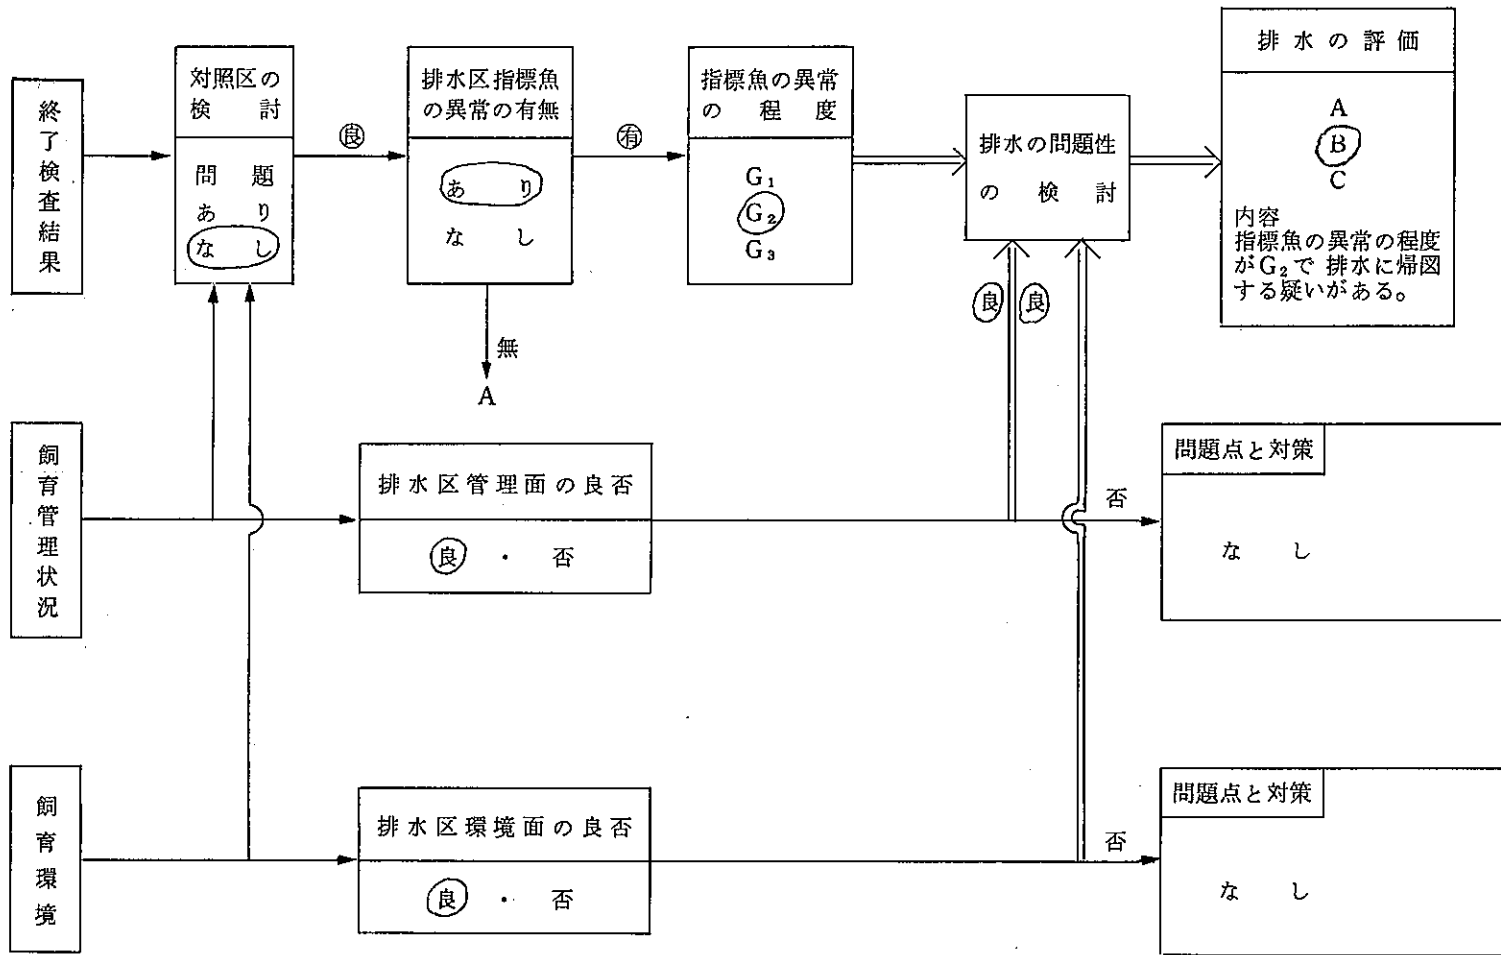 終了検査結果
対照区の
検討
問題
あり
なし
良
排水区指標魚
の異常の有無
あり
なし
無
A
有
指標魚の異常
の程度
G₁
G₂
G₃
排水の問題性
の検討
良 良
排水の評価
A
B
C
内容
指標魚の異常の程度
がG₂で排水に帰図
する疑いがある。
飼育管理状況
排水区管理面の良否
良・否
否
問題点と対策
なし
飼育環境
排水区環境面の良否
良・否
否
問題点と対策
なし